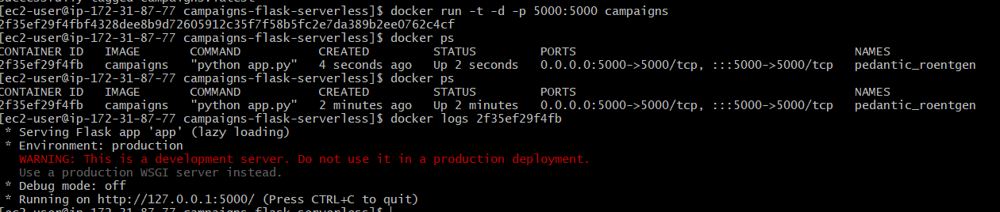 [ec2-user@ip-172-31-87-77 campaigns-flask-serverless]$ docker run -t -d -p 5000:5000 campaigns
2f35ef29f4fbf4328dee8b9d72605912c35f7f58b5fc2e7da389b2ee0762c4cf
[ec2-user@ip-172-31-87-77 campaigns-flask-serverless]$ docker ps
CONTAINER ID   IMAGE       COMMAND           CREATED         STATUS         PORTS                                       NAMES
2f35ef29f4fb   campaigns   "python app.py"   4 seconds ago   Up 2 seconds   0.0.0.0:5000->5000/tcp, :::5000->5000/tcp   pedantic_roentgen
[ec2-user@ip-172-31-87-77 campaigns-flask-serverless]$ docker ps
CONTAINER ID   IMAGE       COMMAND           CREATED         STATUS         PORTS                                       NAMES
2f35ef29f4fb   campaigns   "python app.py"   2 minutes ago   Up 2 minutes   0.0.0.0:5000->5000/tcp, :::5000->5000/tcp   pedantic_roentgen
[ec2-user@ip-172-31-87-77 campaigns-flask-serverless]$ docker logs 2f35ef29f4fb
 * Serving Flask app 'app' (lazy loading)
 * Environment: production
   WARNING: This is a development server. Do not use it in a production deployment.
   Use a production WSGI server instead.
 * Debug mode: off
 * Running on http://127.0.0.1:5000/ (Press CTRL+C to quit)
[ec2-user@ip-172-31-87-77 campaigns-flask-serverless]$